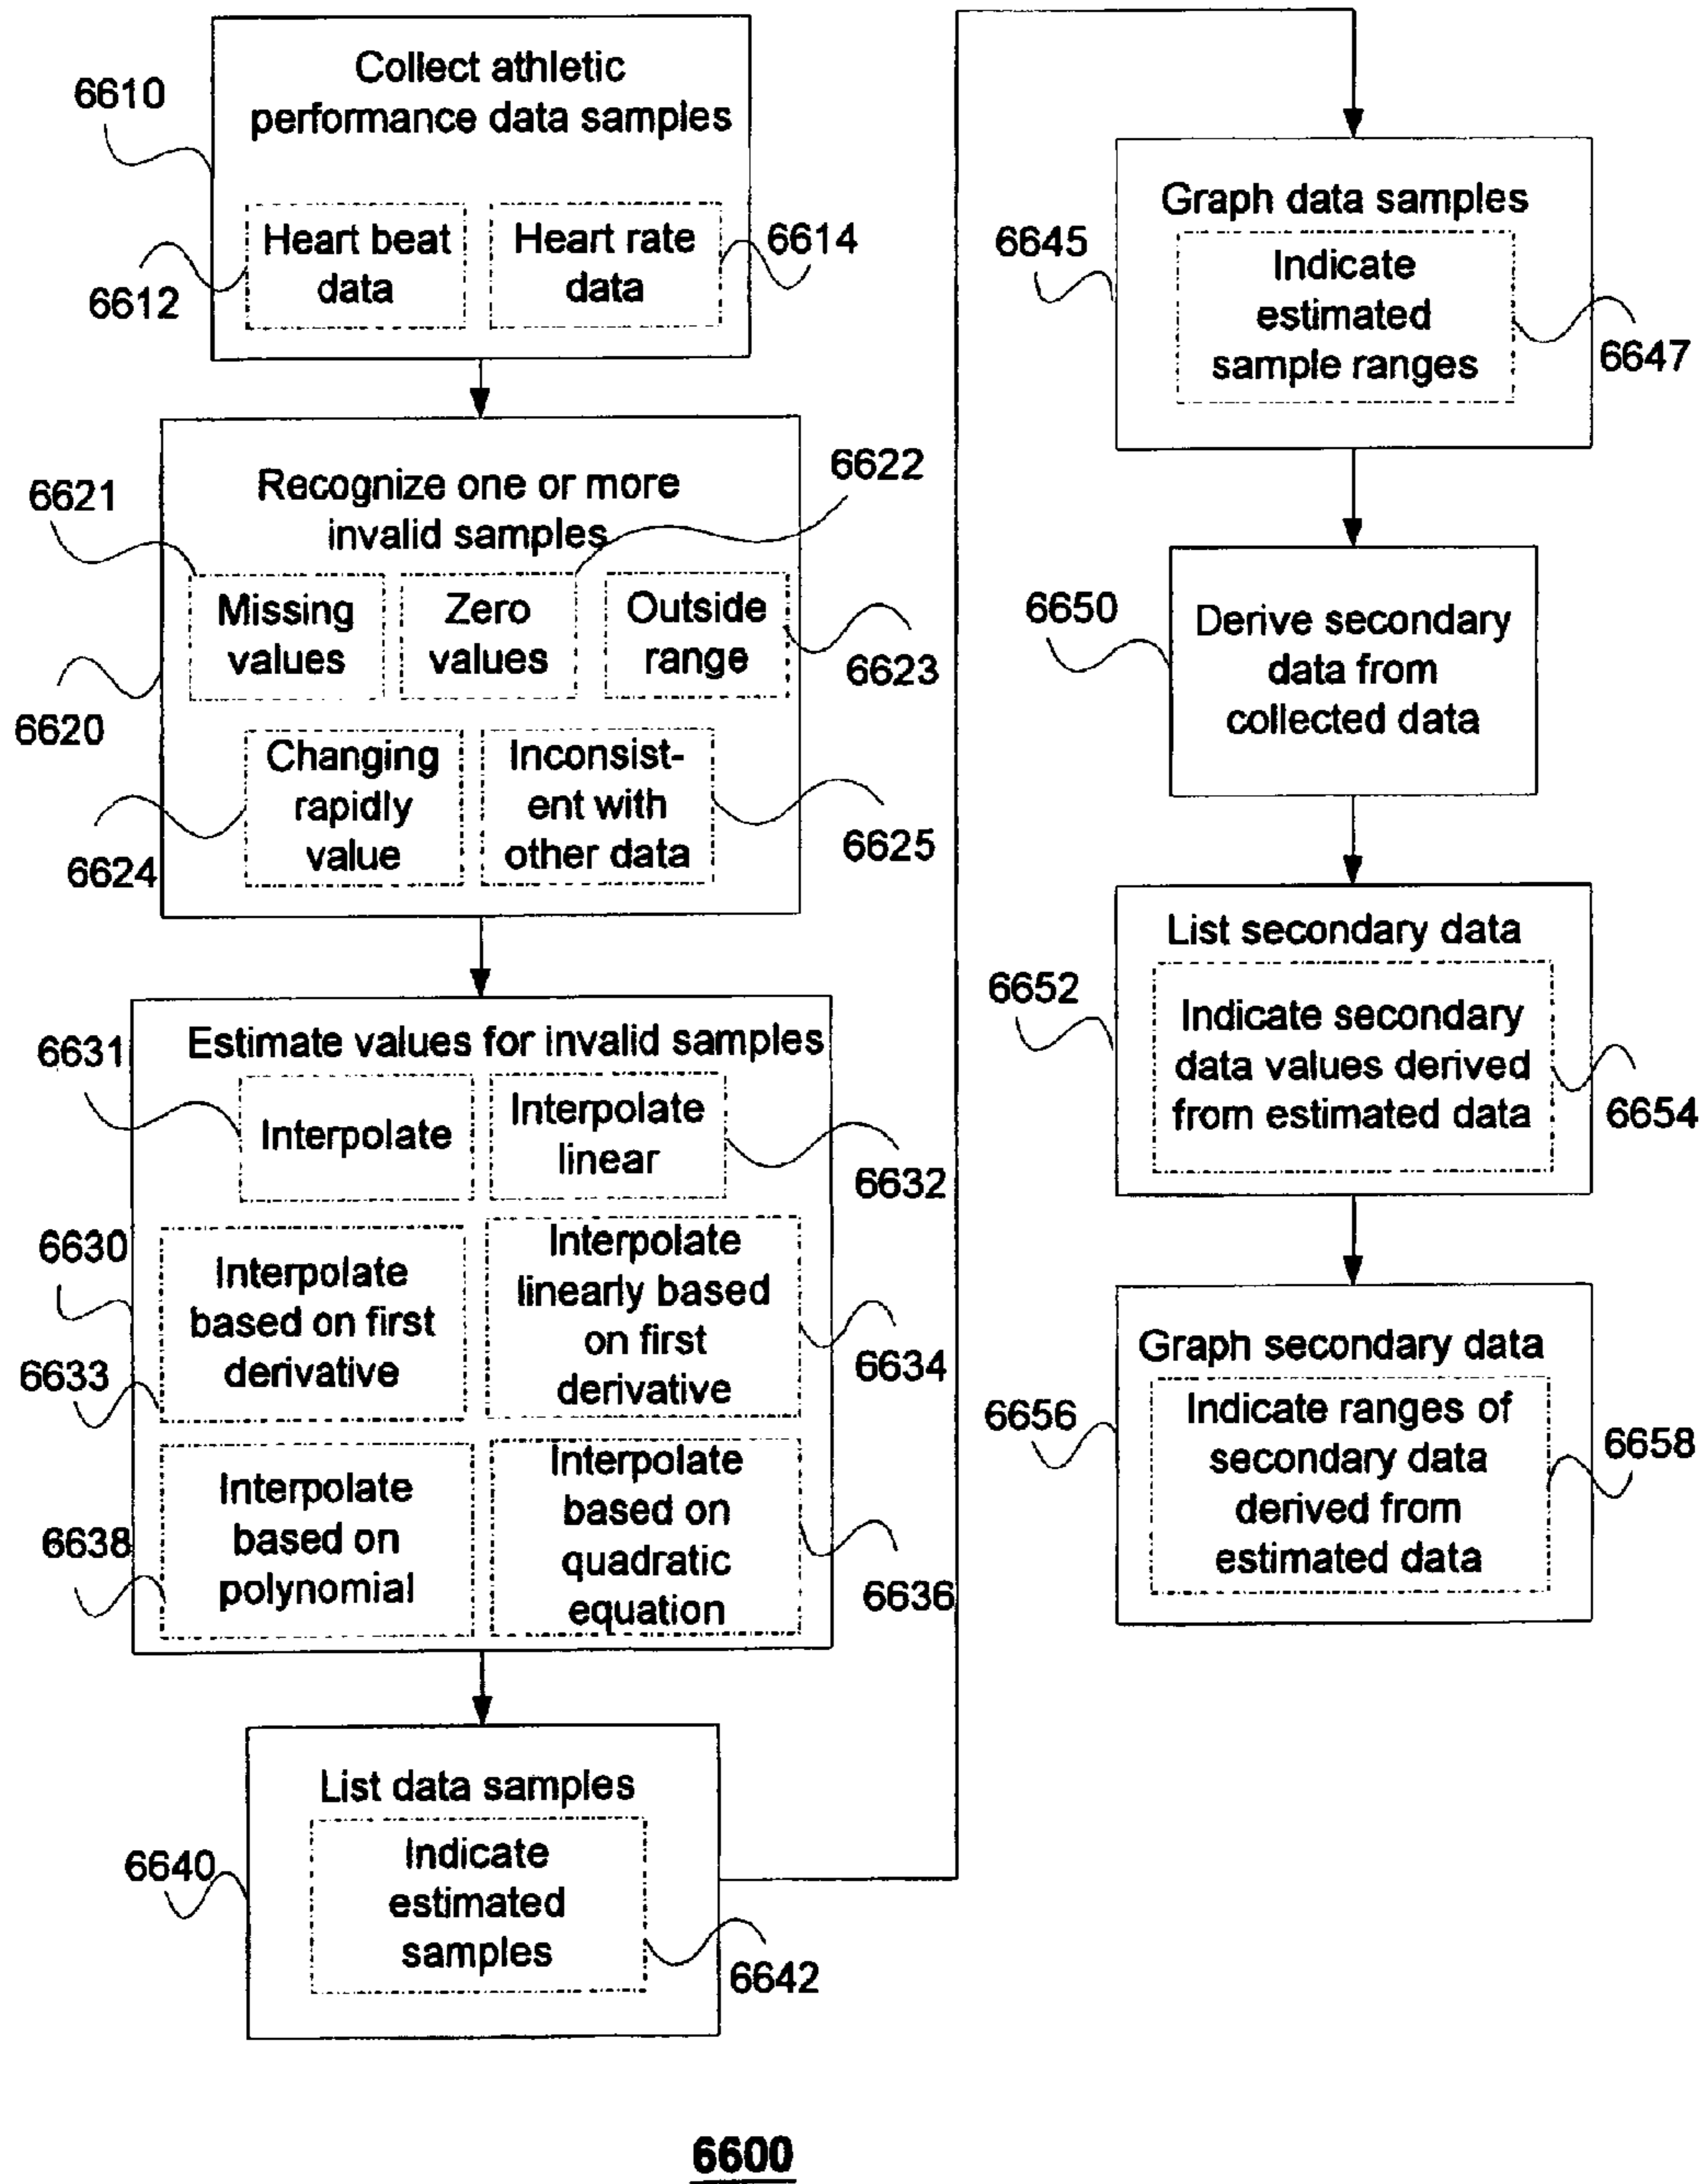 6610
Collect athletic
performance data samples
Heart beat
data
Heart rate
data
6612
6614
6620
Recognize one or more
invalid samples
6621
6622
Missing
values
Zero
values
Outside
range
6623
Changing
rapidly
value
Inconsist-
ent with
other data
6624
6625
6630
Estimate values for invalid samples
6631
Interpolate
Interpolate
linear
6632
Interpolate
based on first
derivative
6633
Interpolate
linearly based
on first
derivative
6634
Interpolate
based on
polynomial
6638
Interpolate
based on
quadratic
equation
6636
6640
List data samples
Indicate
estimated
samples
6642
6645
Graph data samples
Indicate
estimated
sample ranges
6647
6650
Derive secondary
data from
collected data
6652
List secondary data
Indicate secondary
data values derived
from estimated data
6654
6656
Graph secondary data
Indicate ranges of
secondary data
derived from
estimated data
6658
6600